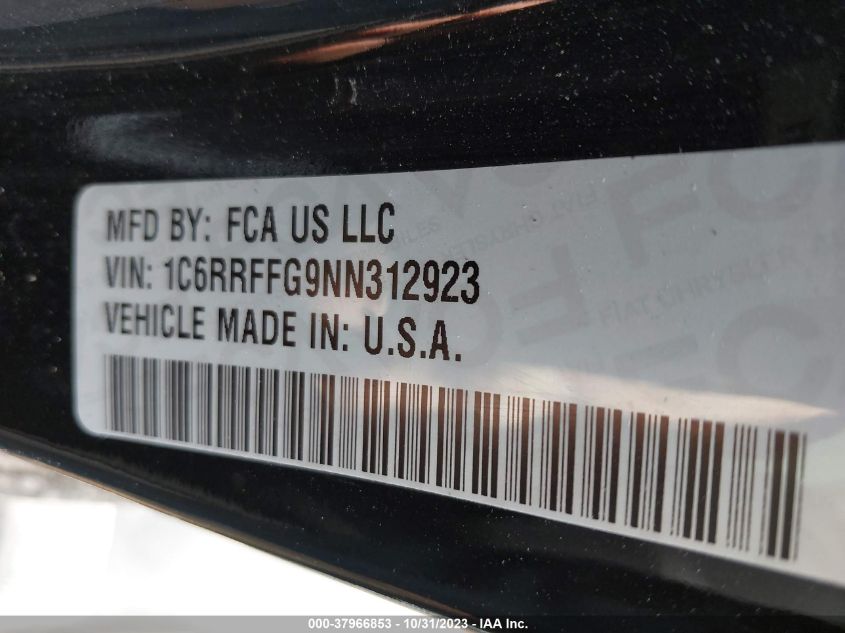 MFD BY: FCA US LLC
VIN: 1C6RRFFG9NN312923
VEHICLE MADE IN: U.S.A.
000-37966853 - 10/31/2023 - IAA Inc.